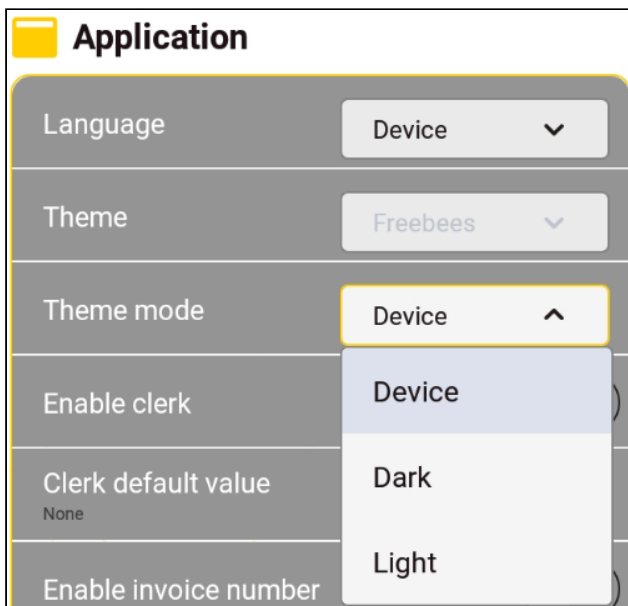 Application
Language
Device
Theme
Freebees
Theme mode
Device
Device
Enable clerk
Dark
Clerk default value
None
Light
Enable invoice number